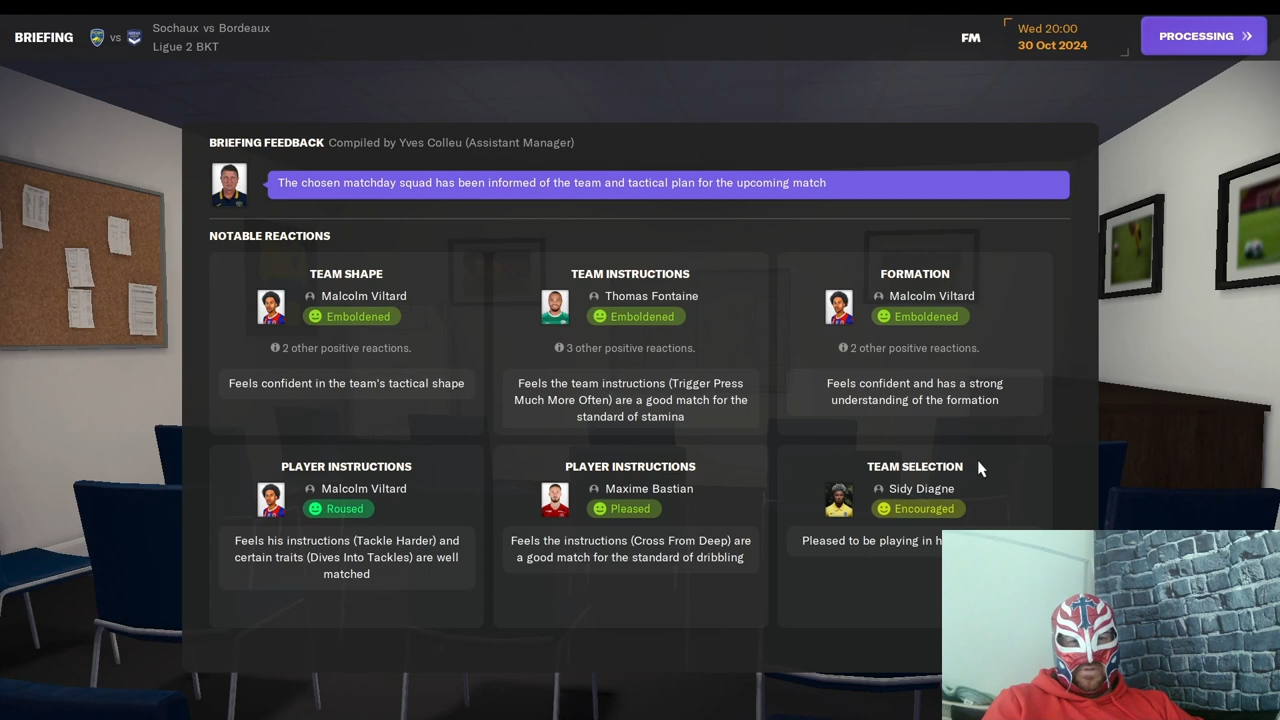 BRIEFING
vs
Sochaux vs Bordeaux
Ligue 2 BKT
FM
Wed 20:00
30 Oct 2024
PROCESSING
BRIEFING FEEDBACK Compiled by Yves Colleu (Assistant Manager)
The chosen matchday squad has been informed of the team and tactical plan for the upcoming match
NOTABLE REACTIONS
TEAM SHAPE
Malcolm Viltard
Emboldened
2 other positive reactions.
Feels confident in the team's tactical shape
TEAM INSTRUCTIONS
Thomas Fontaine
Emboldened
3 other positive reactions.
Feels the team instructions (Trigger Press
Much More Often) are a good match for the
standard of stamina
FORMATION
Malcolm Viltard
Emboldened
2 other positive reactions.
Feels confident and has a strong
understanding of the formation
PLAYER INSTRUCTIONS
Malcolm Viltard
Roused
Feels his instructions (Tackle Harder) and
certain traits (Dives Into Tackles) are well
matched
PLAYER INSTRUCTIONS
Maxime Bastian
Pleased
Feels the instructions (Cross From Deep) are
a good match for the standard of dribbling
TEAM SELECTION
Sidy Diagne
Encouraged
Pleased to be playing in